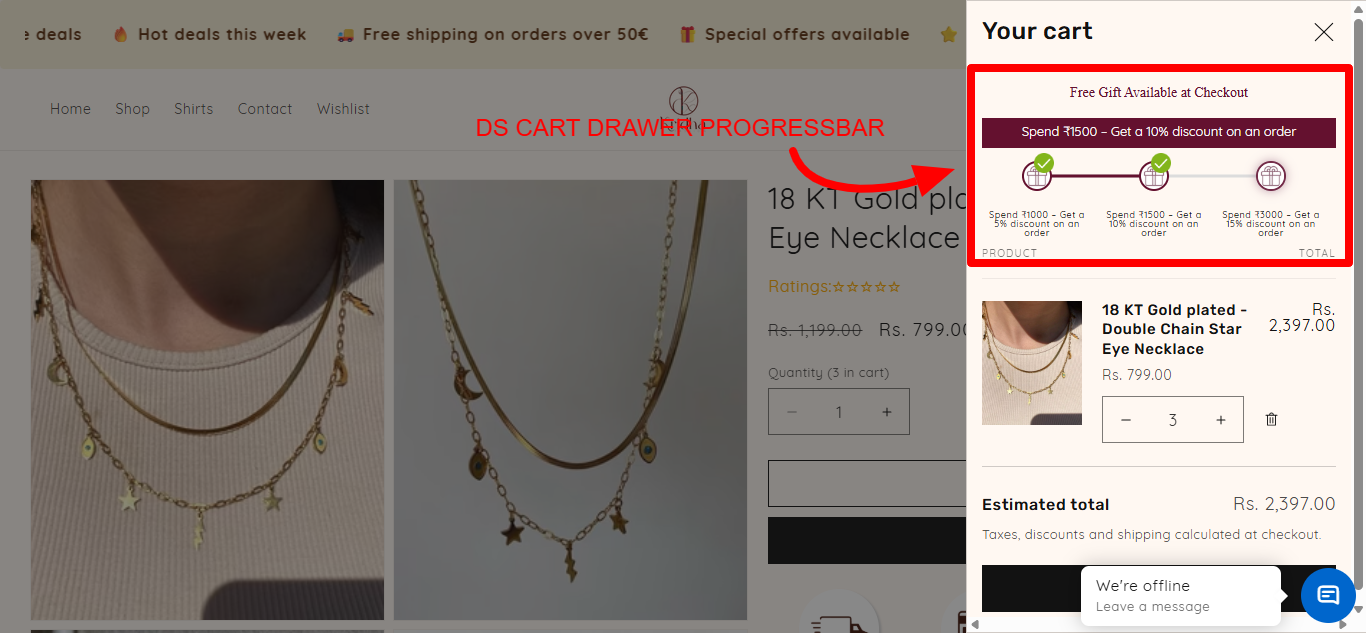 e deals
Hot deals this week
Free shipping on orders over 50€
Special offers available
Home
Shop
Shirts
Contact
Wishlist
DS CART DRAWER PROGRESSBAR
18 KT Gold pla
Eye Necklace
Ratings:☆☆☆☆☆
Rs. 1,199.00 Rs. 799.00
Quantity (3 in cart)
− 1 +
Your cart
Free Gift Available at Checkout
Spend ₹1500 – Get a 10% discount on an order
Spend ₹1000 – Get a
5% discount on an
order
Spend ₹1500 – Get a
10% discount on an
order
Spend ₹3000 – Get a
15% discount on an
order
PRODUCT
TOTAL
18 KT Gold plated -
Double Chain Star
Eye Necklace
Rs. 799.00
Rs.
2,397.00
− 3 +
Estimated total
Rs. 2,397.00
Taxes, discounts and shipping calculated at checkout.
We're offline
Leave a message